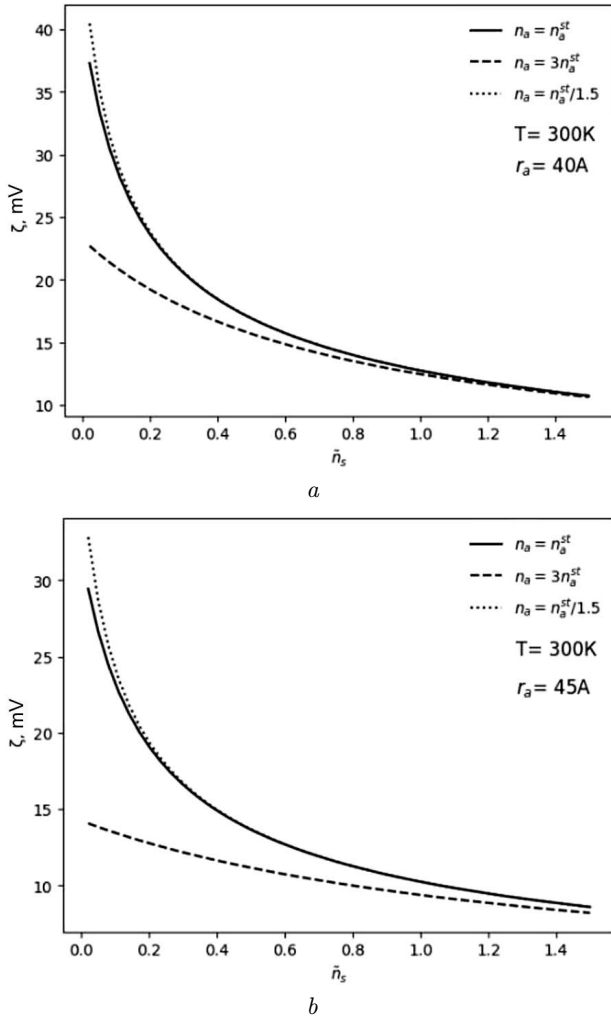 40
35
30
25
20
15
10
ζ, mV
n_a = n_a^{st}
n_a = 3n_a^{st}
n_a = n_a^{st}/1.5
T= 300K
r_a= 40A
0.0 0.2 0.4 0.6 0.8 1.0 1.2 1.4
ñ_s
a
30
25
20
15
10
ζ, mV
n_a = n_a^{st}
n_a = 3n_a^{st}
n_a = n_a^{st}/1.5
T= 300K
r_a= 45A
0.0 0.2 0.4 0.6 0.8 1.0 1.2 1.4
ñ_s
b